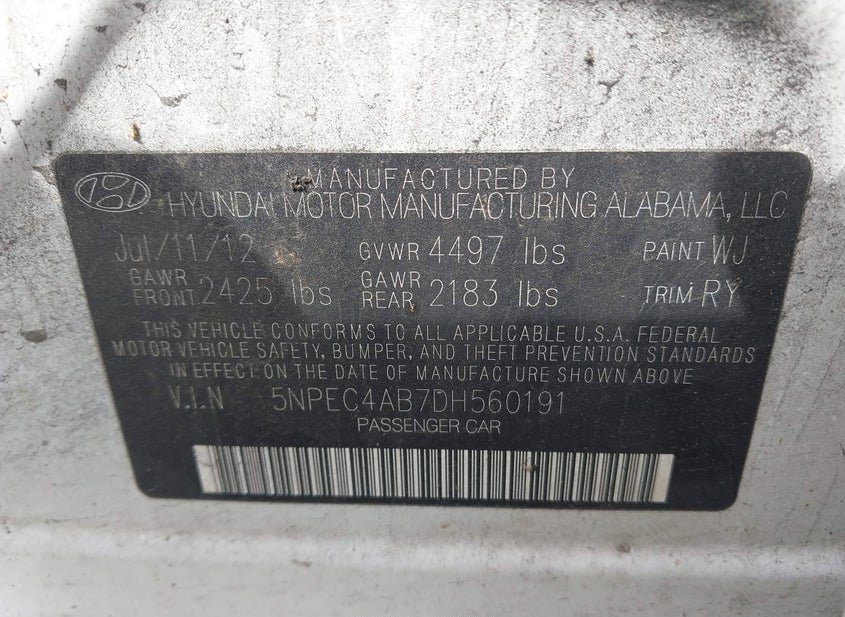 MANUFACTURED BY
HYUNDAI MOTOR MANUFACTURING ALABAMA, LLC
Jul/11/12 GVWR 4497 lbs PAINT WJ
GAWR FRONT 2425 lbs GAWR REAR 2183 lbs TRIM RY
THIS VEHICLE CONFORMS TO ALL APPLICABLE U.S.A. FEDERAL
MOTOR VEHICLE SAFETY, BUMPER, AND THEFT PREVENTION STANDARDS
IN EFFECT ON THE DATE OF MANUFACTURE SHOWN ABOVE
V.I.N 5NPEC4AB7DH560191
PASSENGER CAR